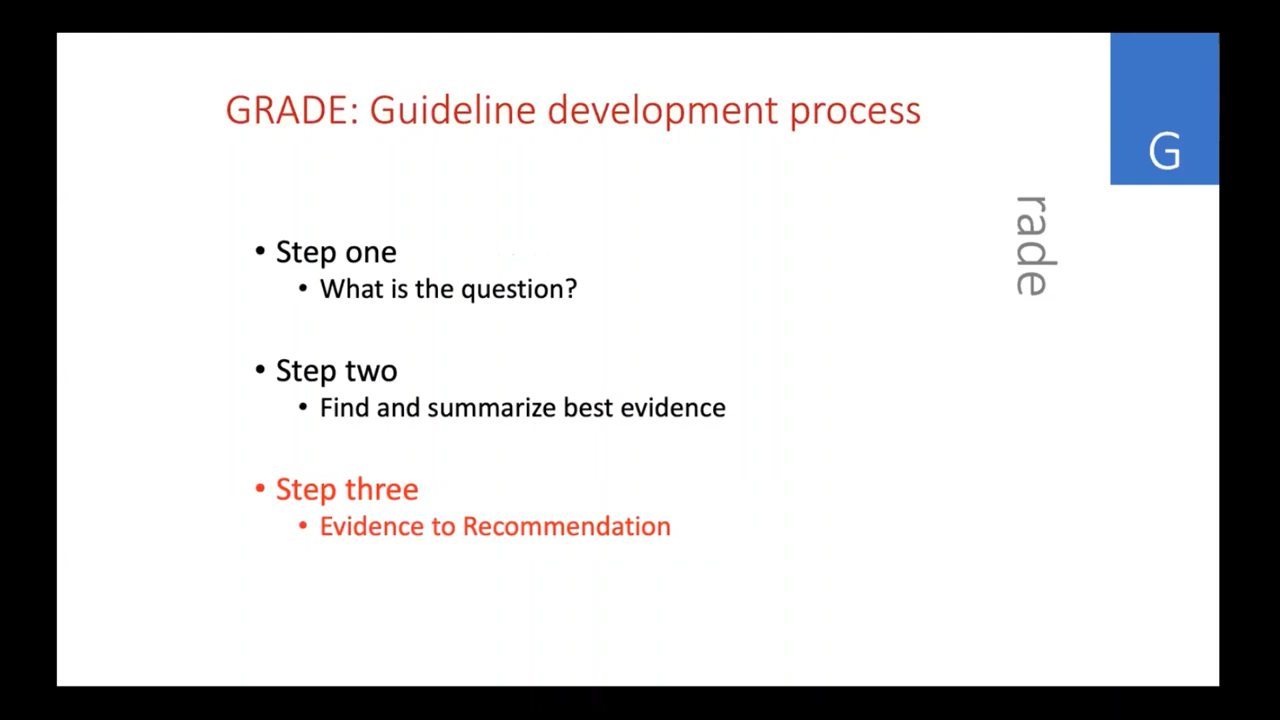 GRADE: Guideline development process
G
rade
• Step one
• What is the question?
• Step two
• Find and summarize best evidence
• Step three
• Evidence to Recommendation